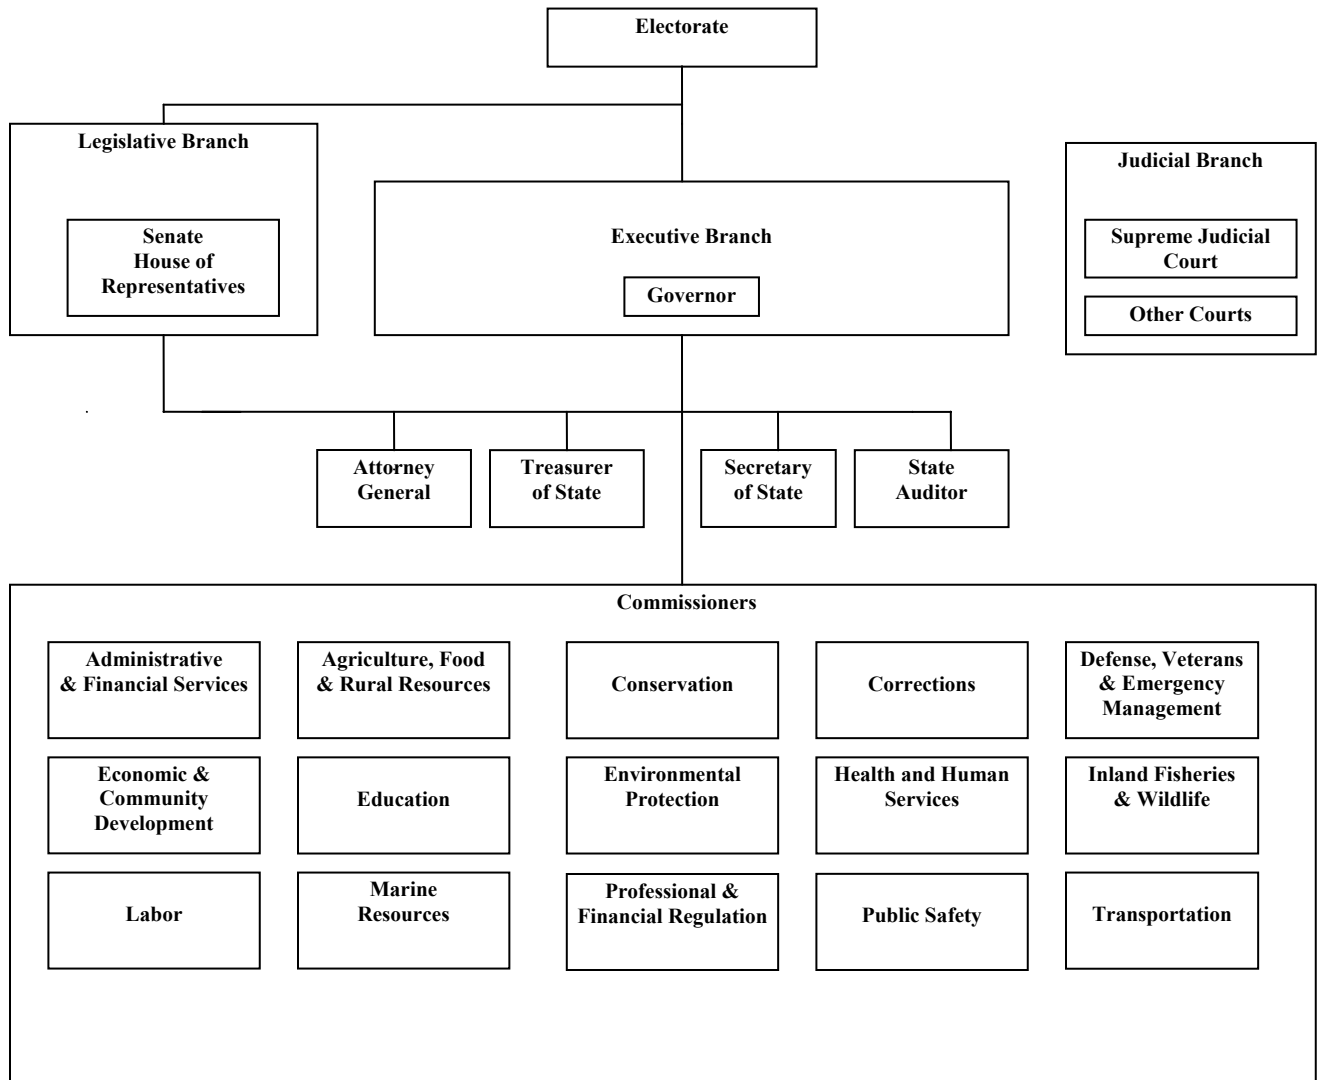 Electorate
Legislative Branch
Senate
House of
Representatives
Executive Branch
Governor
Judicial Branch
Supreme Judicial
Court
Other Courts
Attorney
General
Treasurer
of State
Secretary
of State
State
Auditor
Commissioners
Administrative
& Financial Services
Agriculture, Food
& Rural Resources
Conservation
Corrections
Defense, Veterans
& Emergency
Management
Economic &
Community
Development
Education
Environmental
Protection
Health and Human
Services
Inland Fisheries
& Wildlife
Labor
Marine
Resources
Professional &
Financial Regulation
Public Safety
Transportation